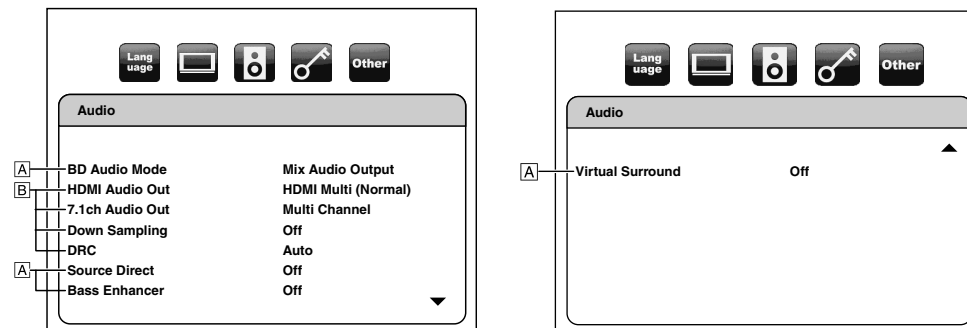 Lang
uage
Other
Audio
A BD Audio Mode Mix Audio Output
B HDMI Audio Out HDMI Multi (Normal)
7.1ch Audio Out Multi Channel
Down Sampling Off
DRC Auto
A Source Direct Off
Bass Enhancer Off
Lang
uage
Other
Audio
A Virtual Surround Off